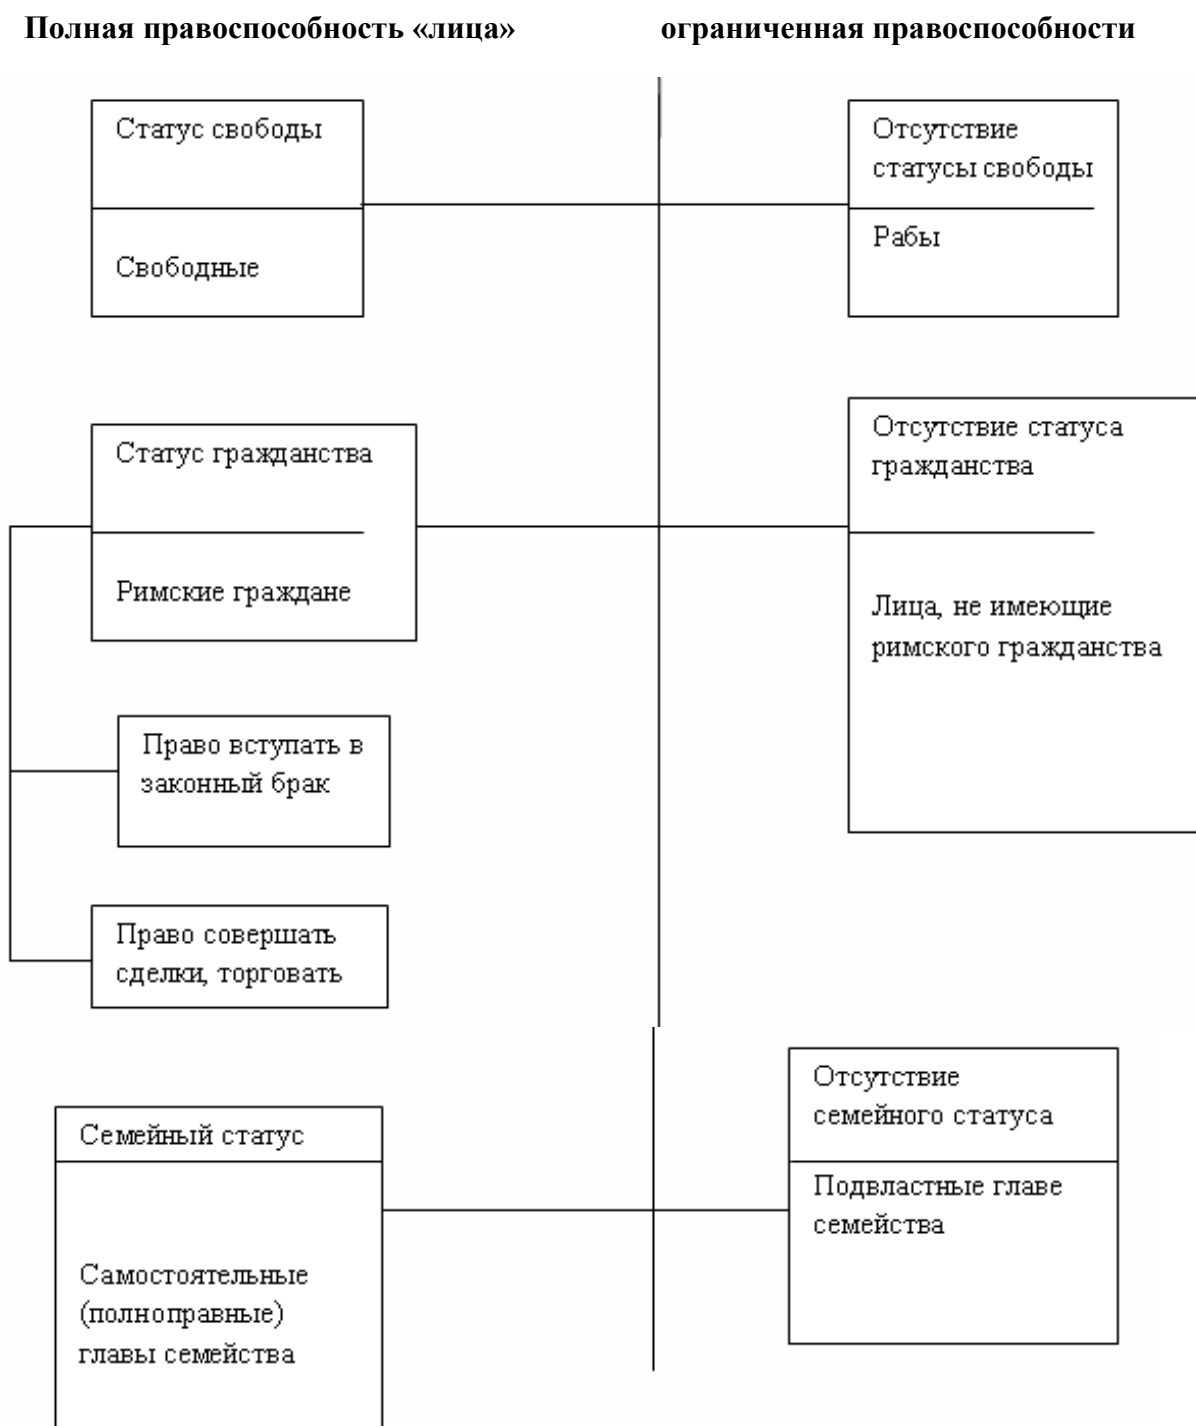 Полная правоспособность «лица» ограниченная правоспособности
Статус свободы
Свободные
Отсутствие
статусы свободы
Рабы
Статус гражданства
Римские граждане
Отсутствие статуса
гражданства
Лица, не имеющие
римского гражданства
Право вступать в
законный брак
Право совершать
сделки, торговать
Семейный статус
Самостоятельные
(полноправные)
главы семейства
Отсутствие
семейного статуса
Подвластные главе
семейства